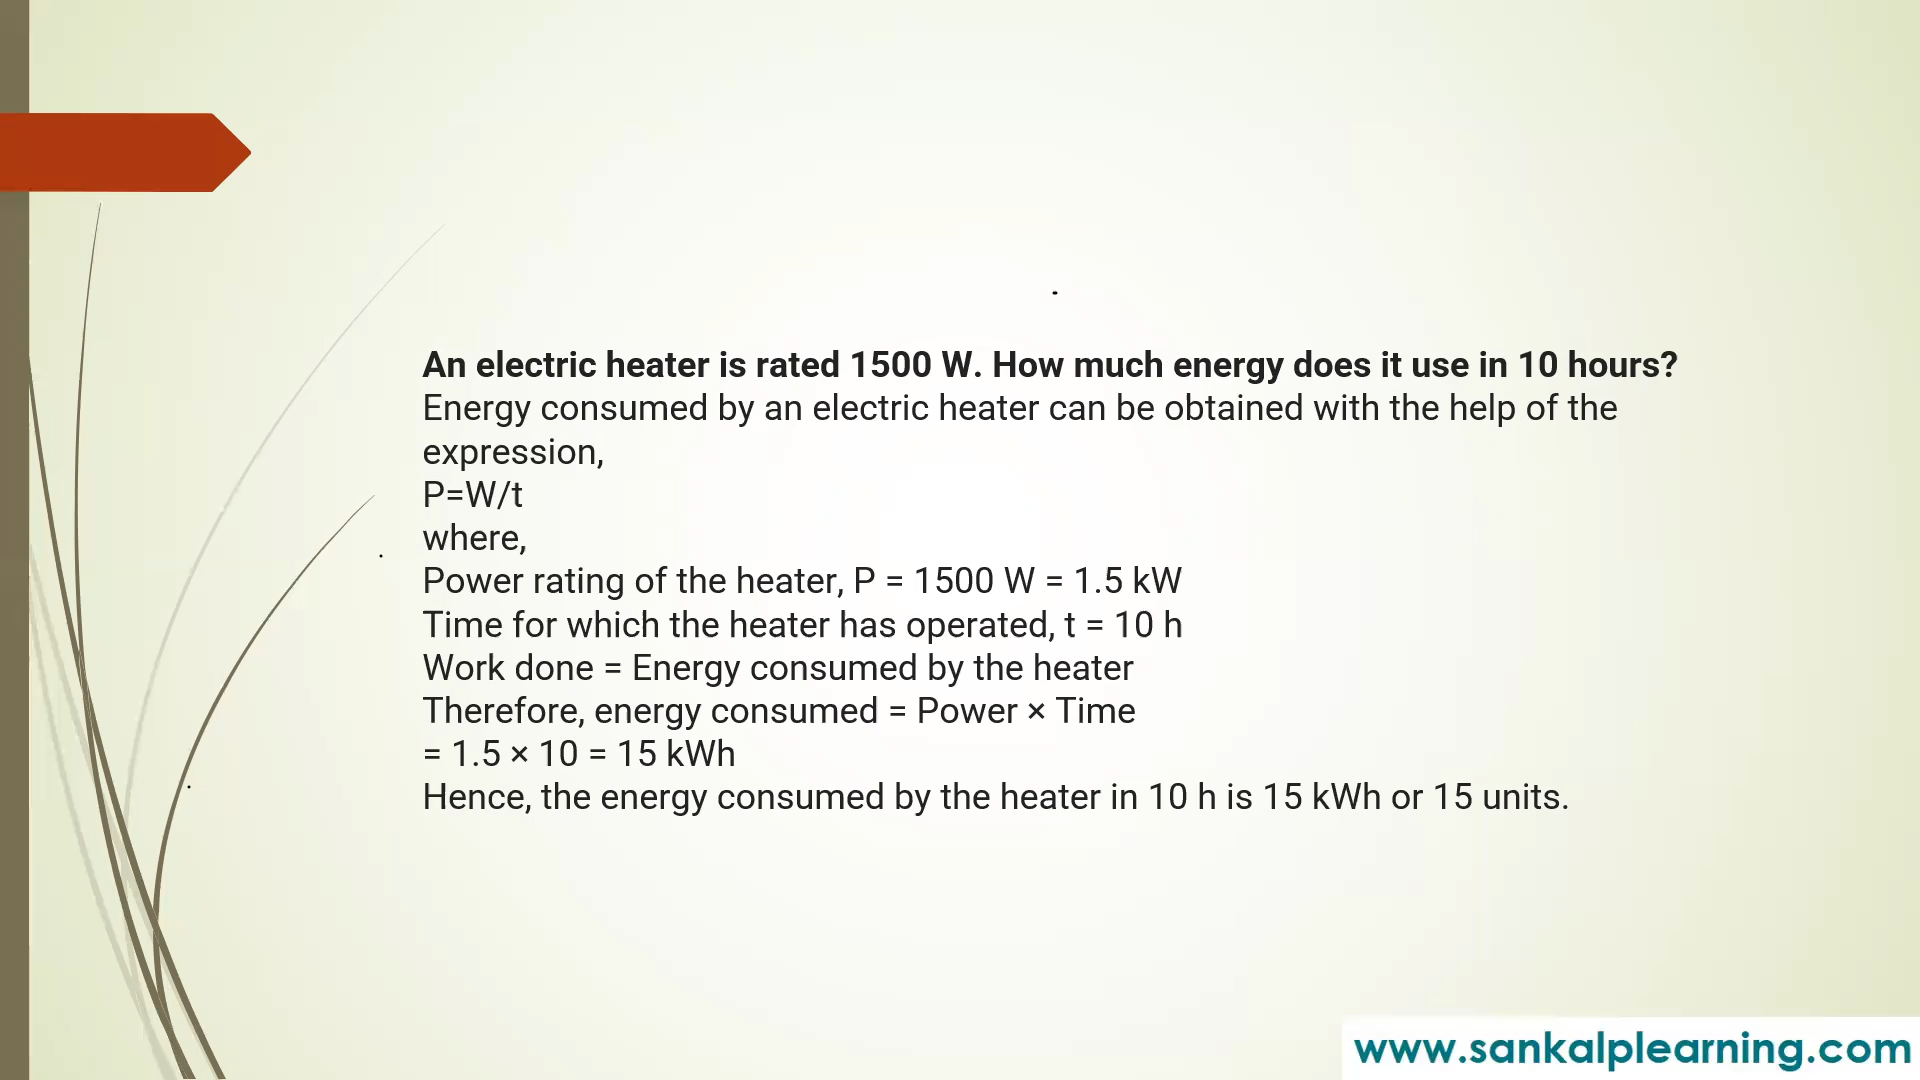 An electric heater is rated 1500 W. How much energy does it use in 10 hours?
Energy consumed by an electric heater can be obtained with the help of the
expression,
P=W/t
where,
Power rating of the heater, P = 1500 W = 1.5 kW
Time for which the heater has operated, t = 10 h
Work done = Energy consumed by the heater
Therefore, energy consumed = Power × Time
= 1.5 × 10 = 15 kWh
Hence, the energy consumed by the heater in 10 h is 15 kWh or 15 units.
www.sankalplearning.com